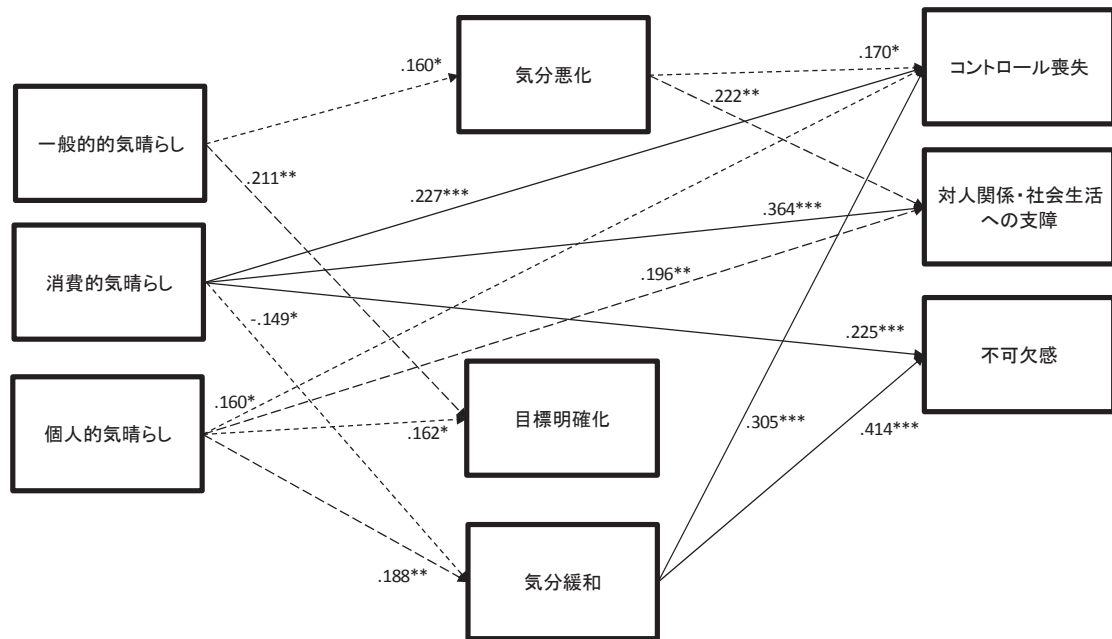 .160*
気分悪化
.170*
コントロール喪失
一般的的気晴らし
.222**
.211**
.227***
.364***
対人関係・社会生活
への支障
消費的気晴らし
.196**
-.149*
.225***
不可欠感
個人的気晴らし
.160*
.162*
目標明確化
.305***
.414***
.188**
気分緩和